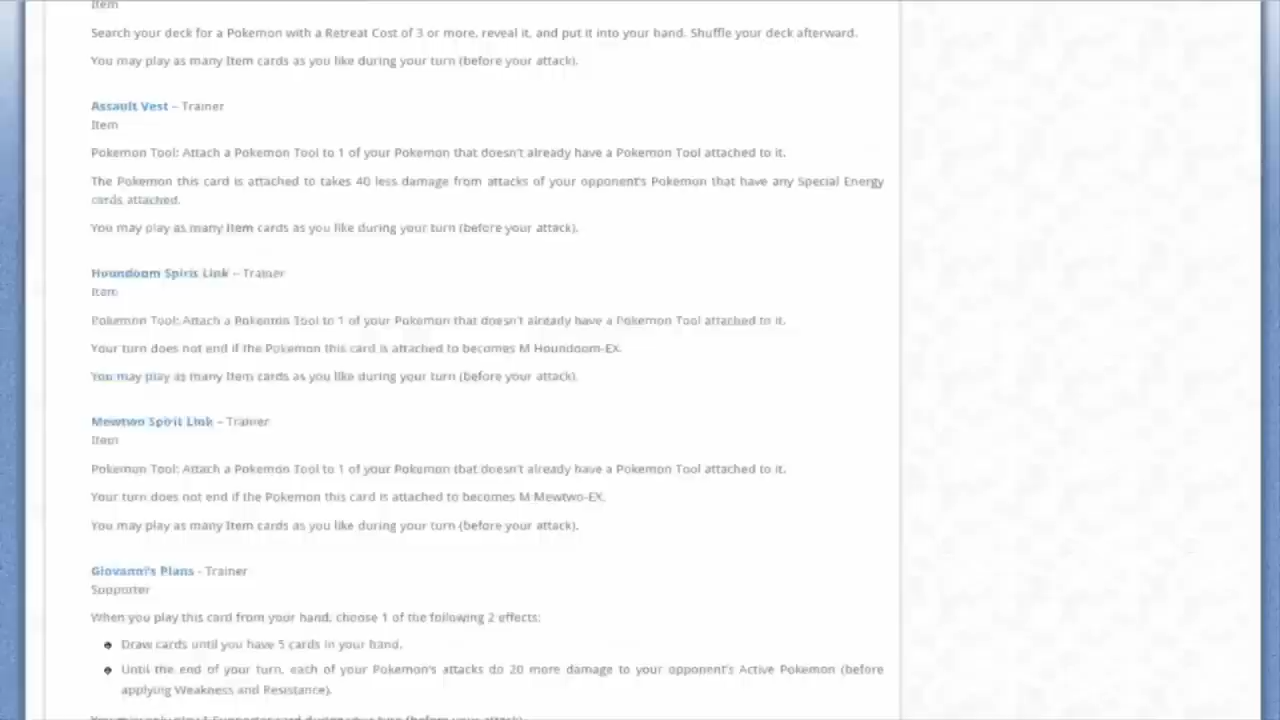 Item
Search your deck for a Pokemon with a Retreat Cost of 3 or more, reveal it, and put it into your hand. Shuffle your deck afterward.
You may play as many Item cards as you like during your turn (before your attack).
Assault Vest – Trainer
Item
Pokemon Tool: Attach a Pokemon Tool to 1 of your Pokemon that doesn't already have a Pokemon Tool attached to it.
The Pokemon this card is attached to takes 40 less damage from attacks of your opponent's Pokemon that have any Special Energy
cards attached.
You may play as many Item cards as you like during your turn (before your attack).
Houndoom Spirit Link – Trainer
Item
Pokemon Tool: Attach a Pokemon Tool to 1 of your Pokemon that doesn't already have a Pokemon Tool attached to it.
Your turn does not end if the Pokemon this card is attached to becomes M Houndoom-EX.
You may play as many Item cards as you like during your turn (before your attack).
Mewtwo Spirit Link – Trainer
Item
Pokemon Tool: Attach a Pokemon Tool to 1 of your Pokemon that doesn't already have a Pokemon Tool attached to it.
Your turn does not end if the Pokemon this card is attached to becomes M Mewtwo-EX.
You may play as many Item cards as you like during your turn (before your attack).
Giovanni's Plans - Trainer
Supporter
When you play this card from your hand, choose 1 of the following 2 effects:
Draw cards until you have 5 cards in your hand.
Until the end of your turn, each of your Pokemon's attacks do 20 more damage to your opponent's Active Pokemon (before
applying Weakness and Resistance).
You may only play 1 Supporter card during your turn (before your attack).